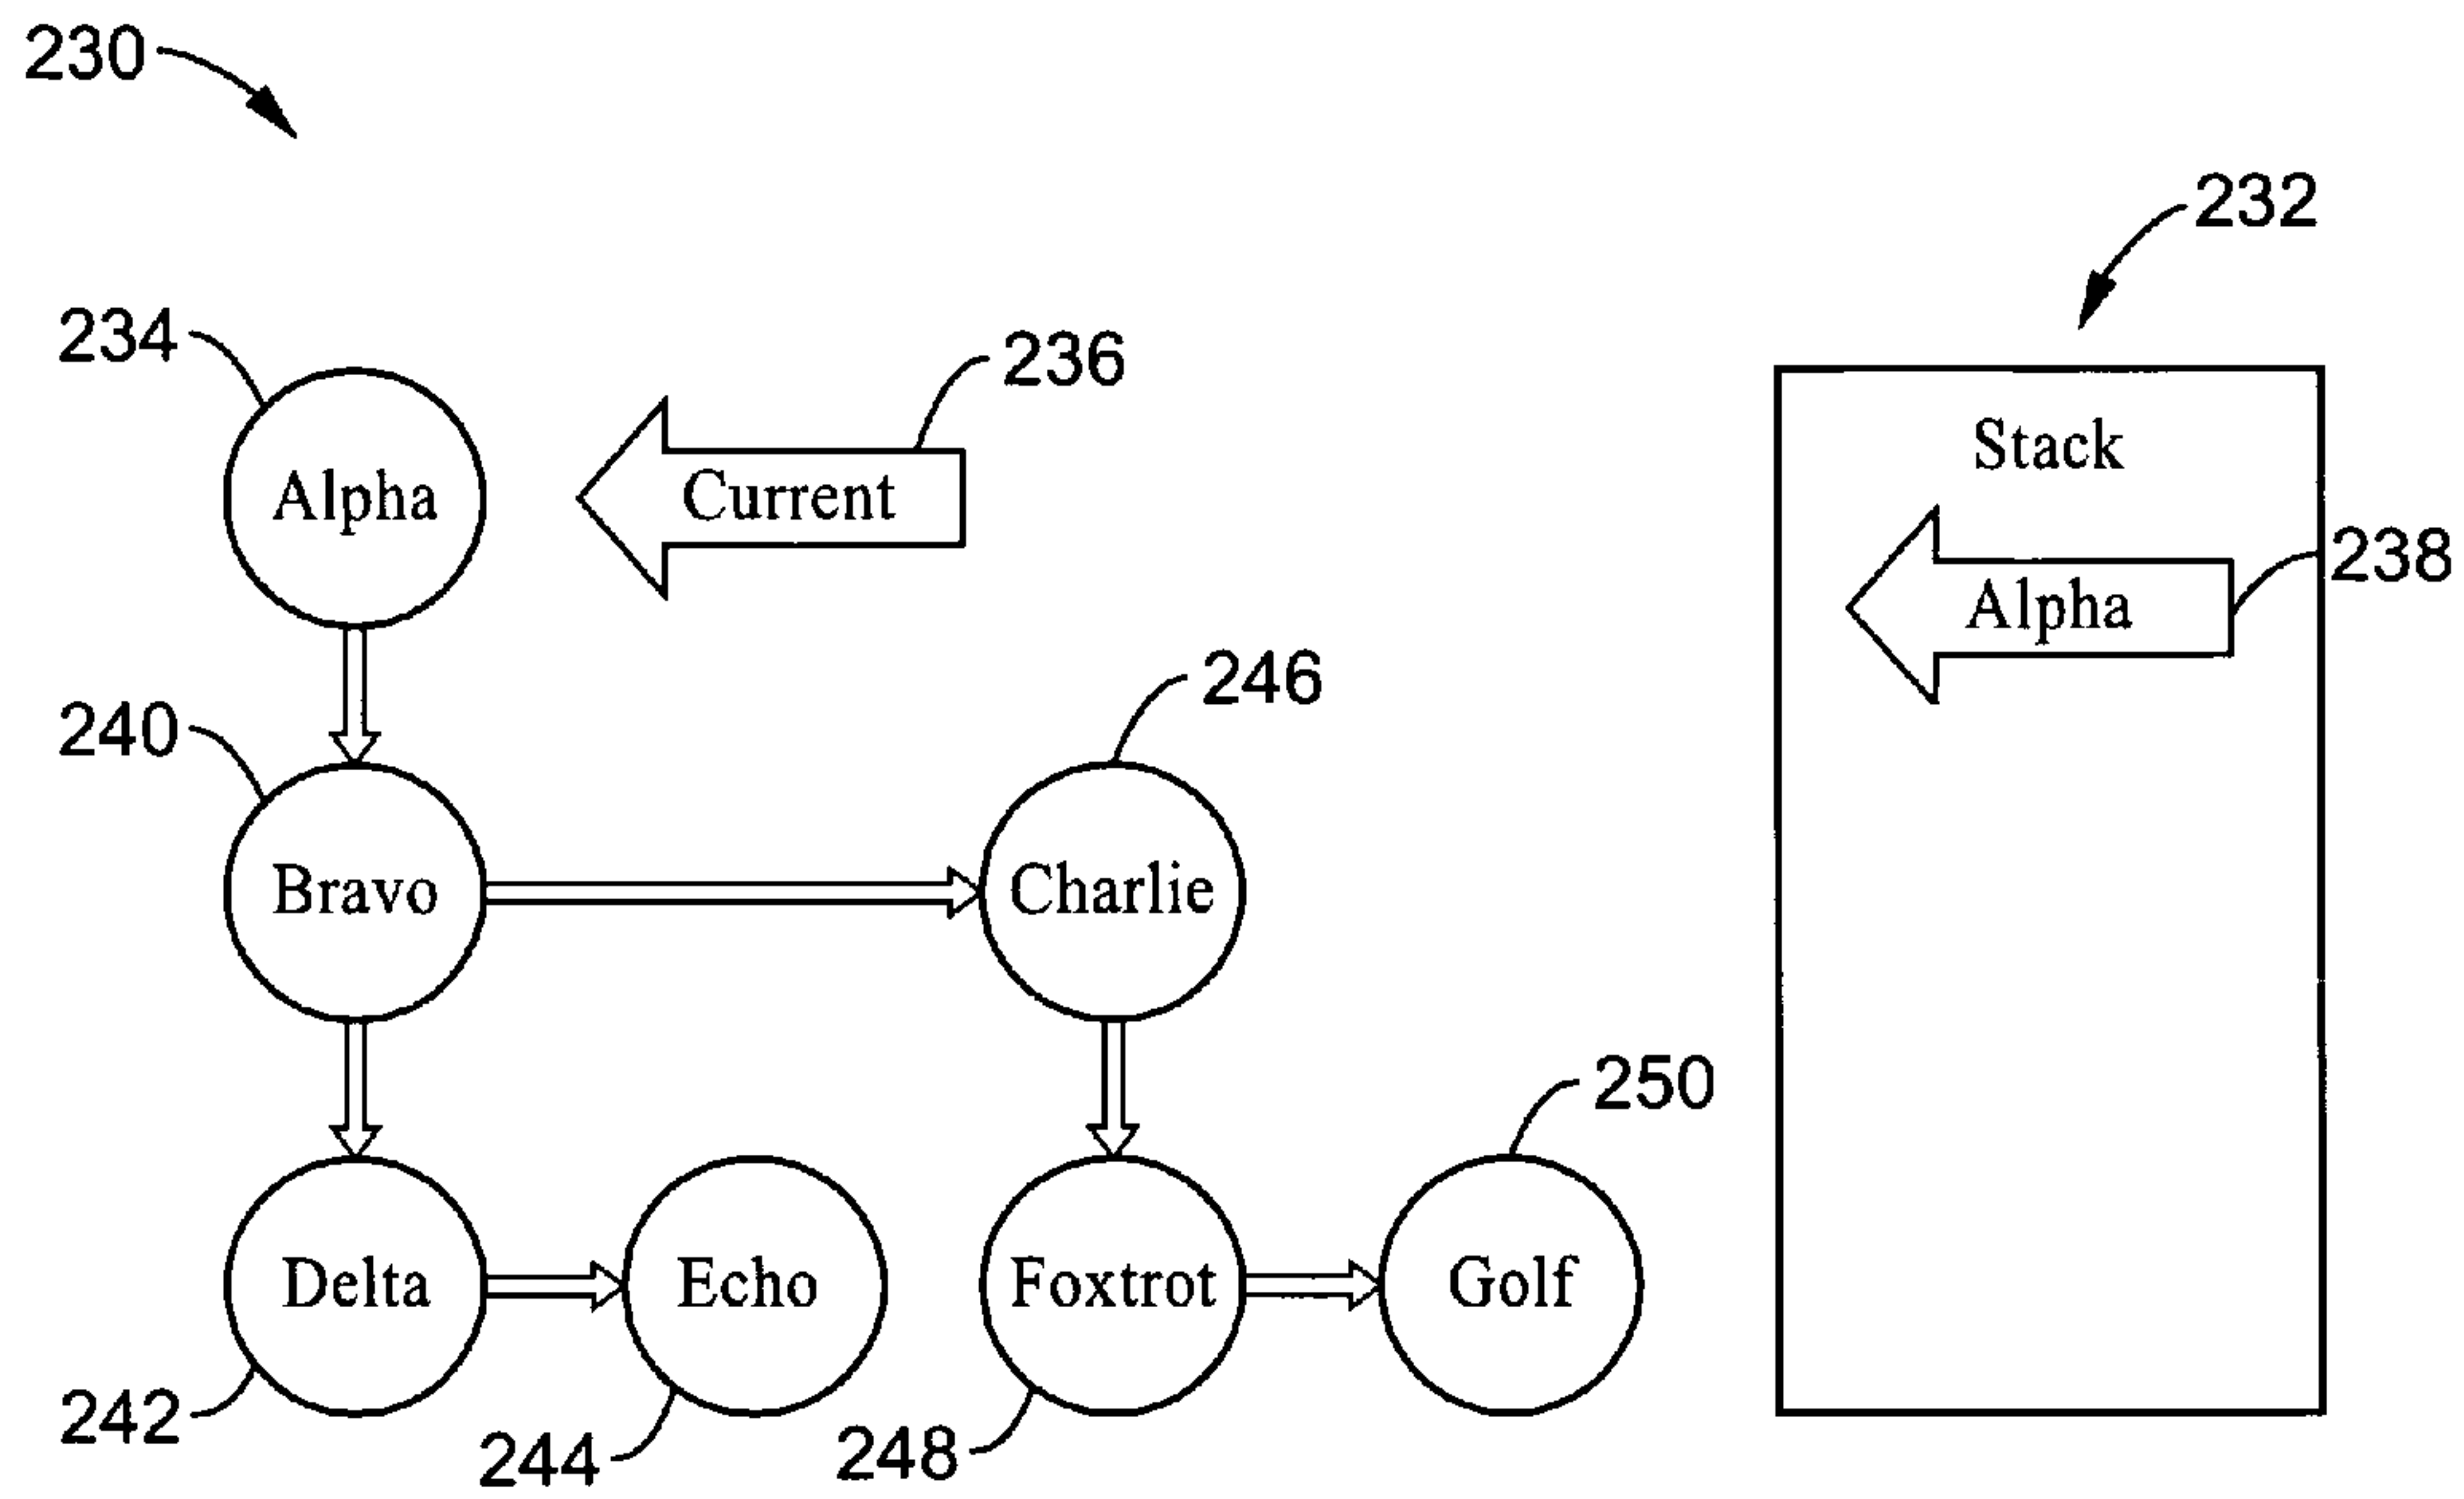 230
232
234
236
Stack
Alpha
Current
238
Alpha
246
240
Bravo
Charlie
250
Delta
Echo
Foxtrot
Golf
242
244
248